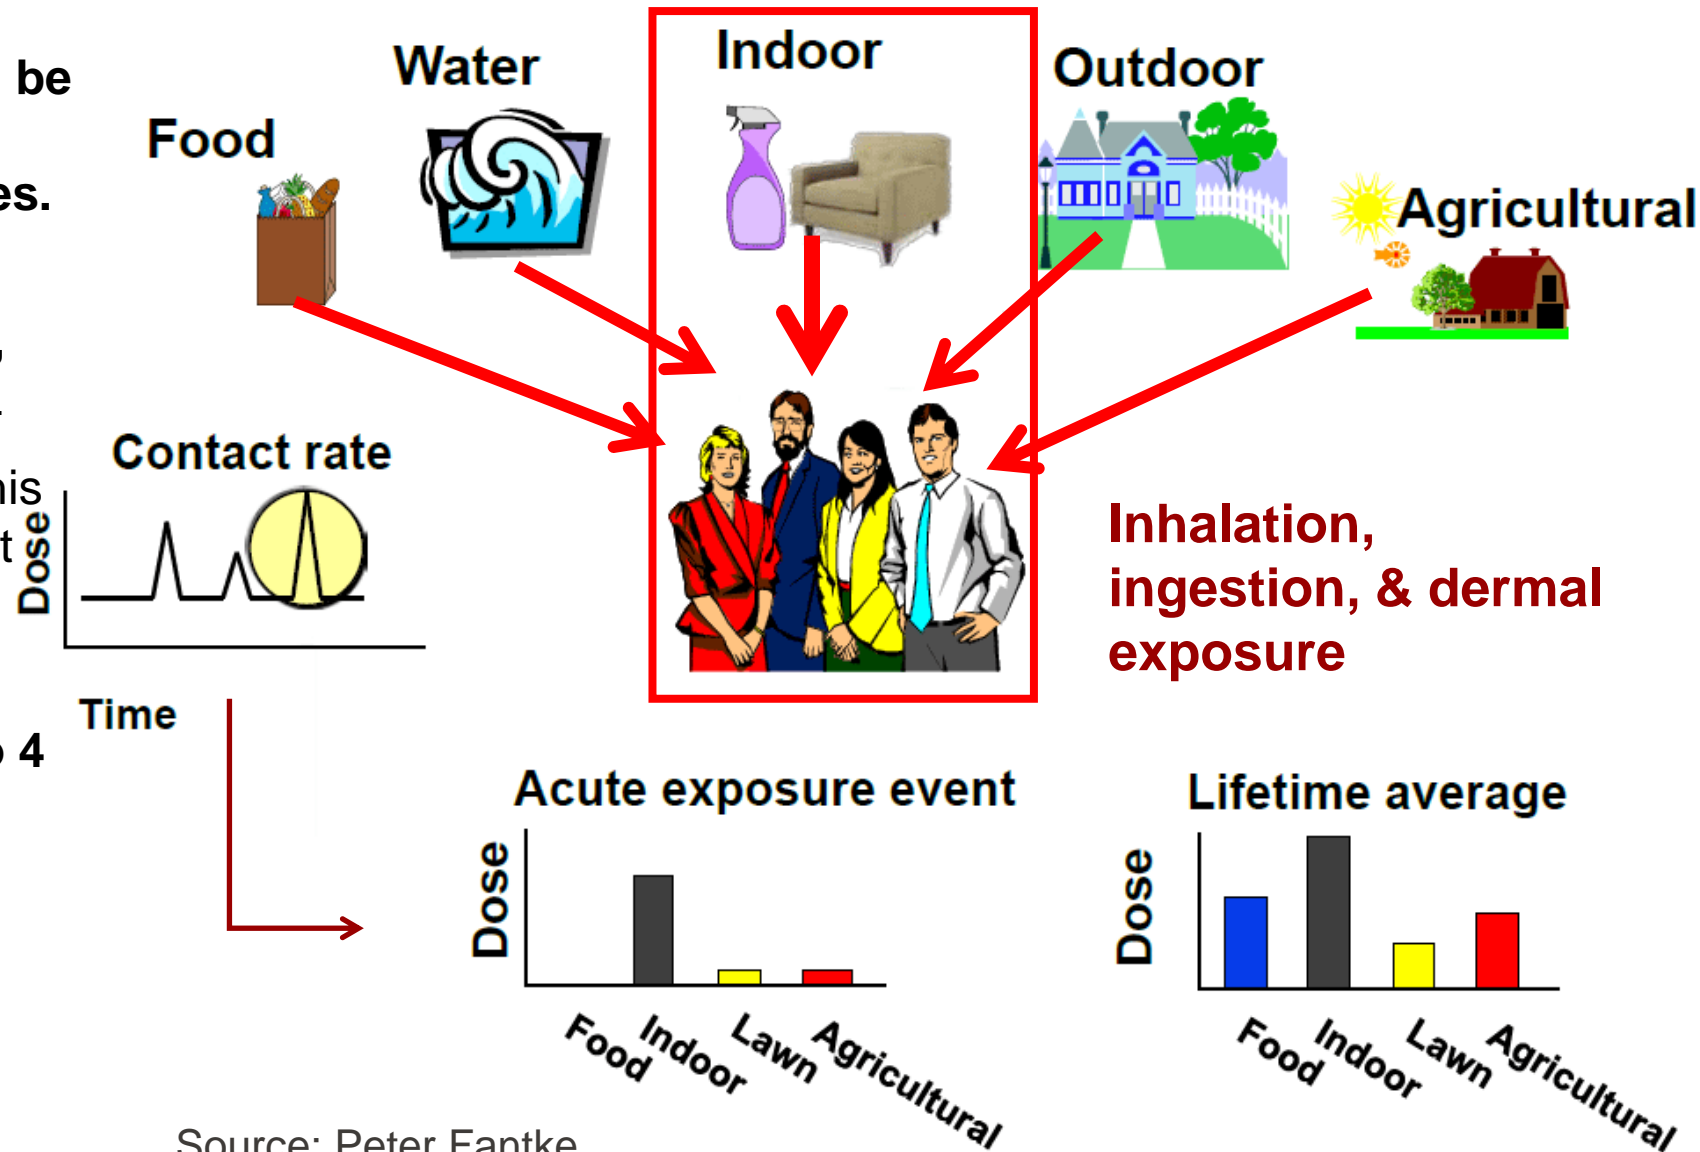 be
es.
,
his
t
o 4
Food
Water
Indoor
Outdoor
Agricultural
Contact rate
Dose
Time
Inhalation,
ingestion, & dermal
exposure
Acute exposure event
Dose
Food
Indoor
Lawn
Agricultural
Lifetime average
Dose
Food
Indoor
Lawn
Agricultural
Source: Peter Fantke